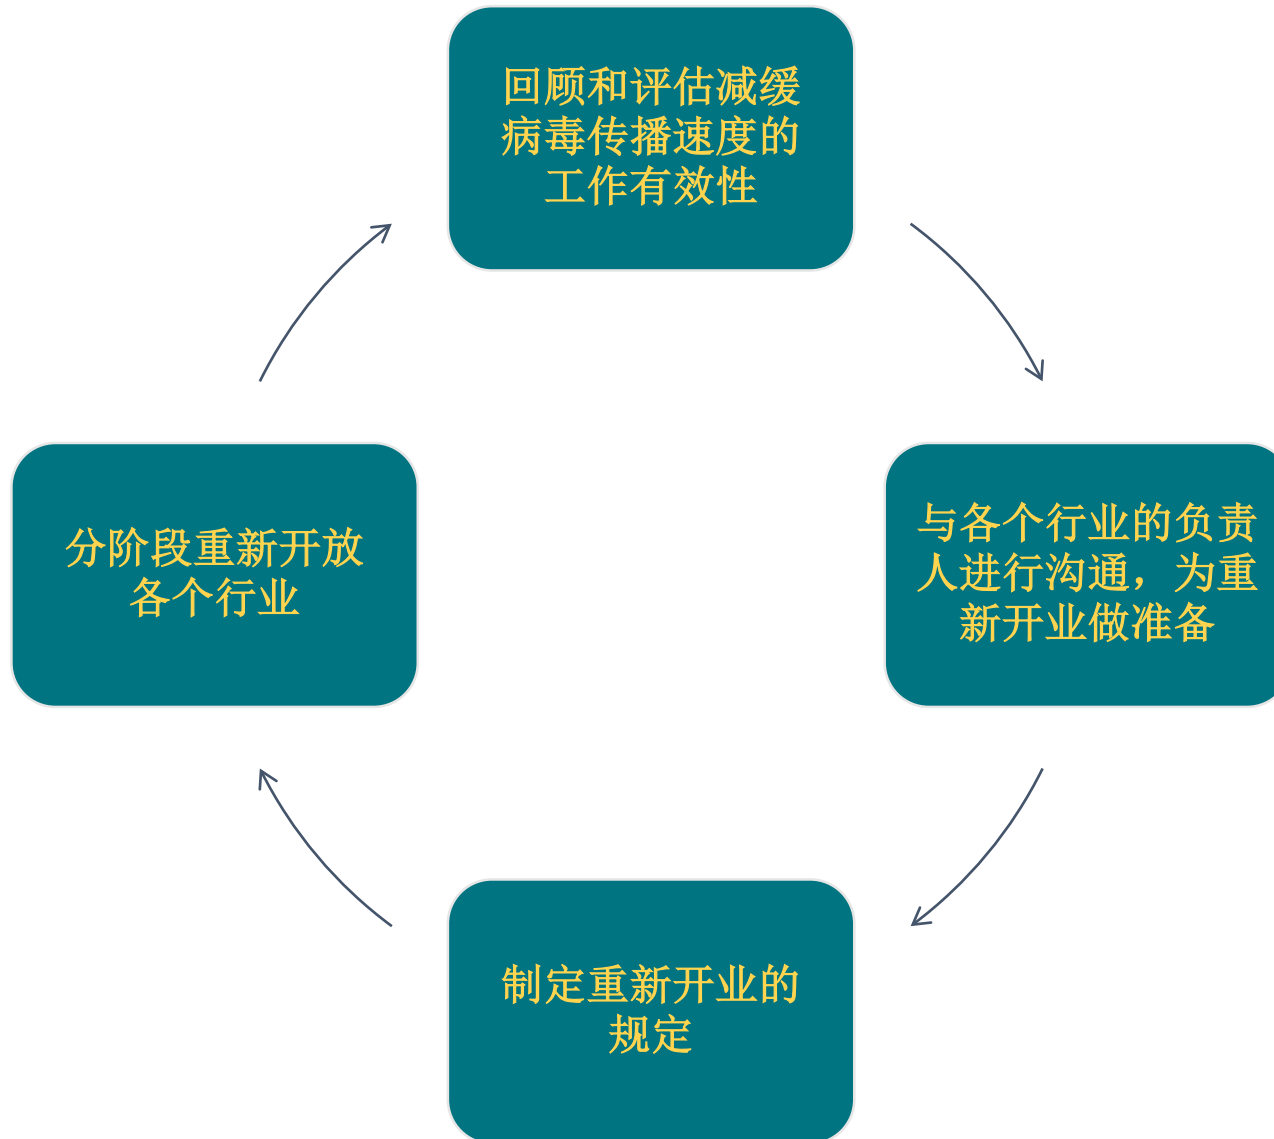 回顾和评估减缓
病毒传播速度的
工作有效性
与各个行业的负责
人进行沟通，为重
新开业做准备
制定重新开业的
规定
分阶段重新开放
各个行业